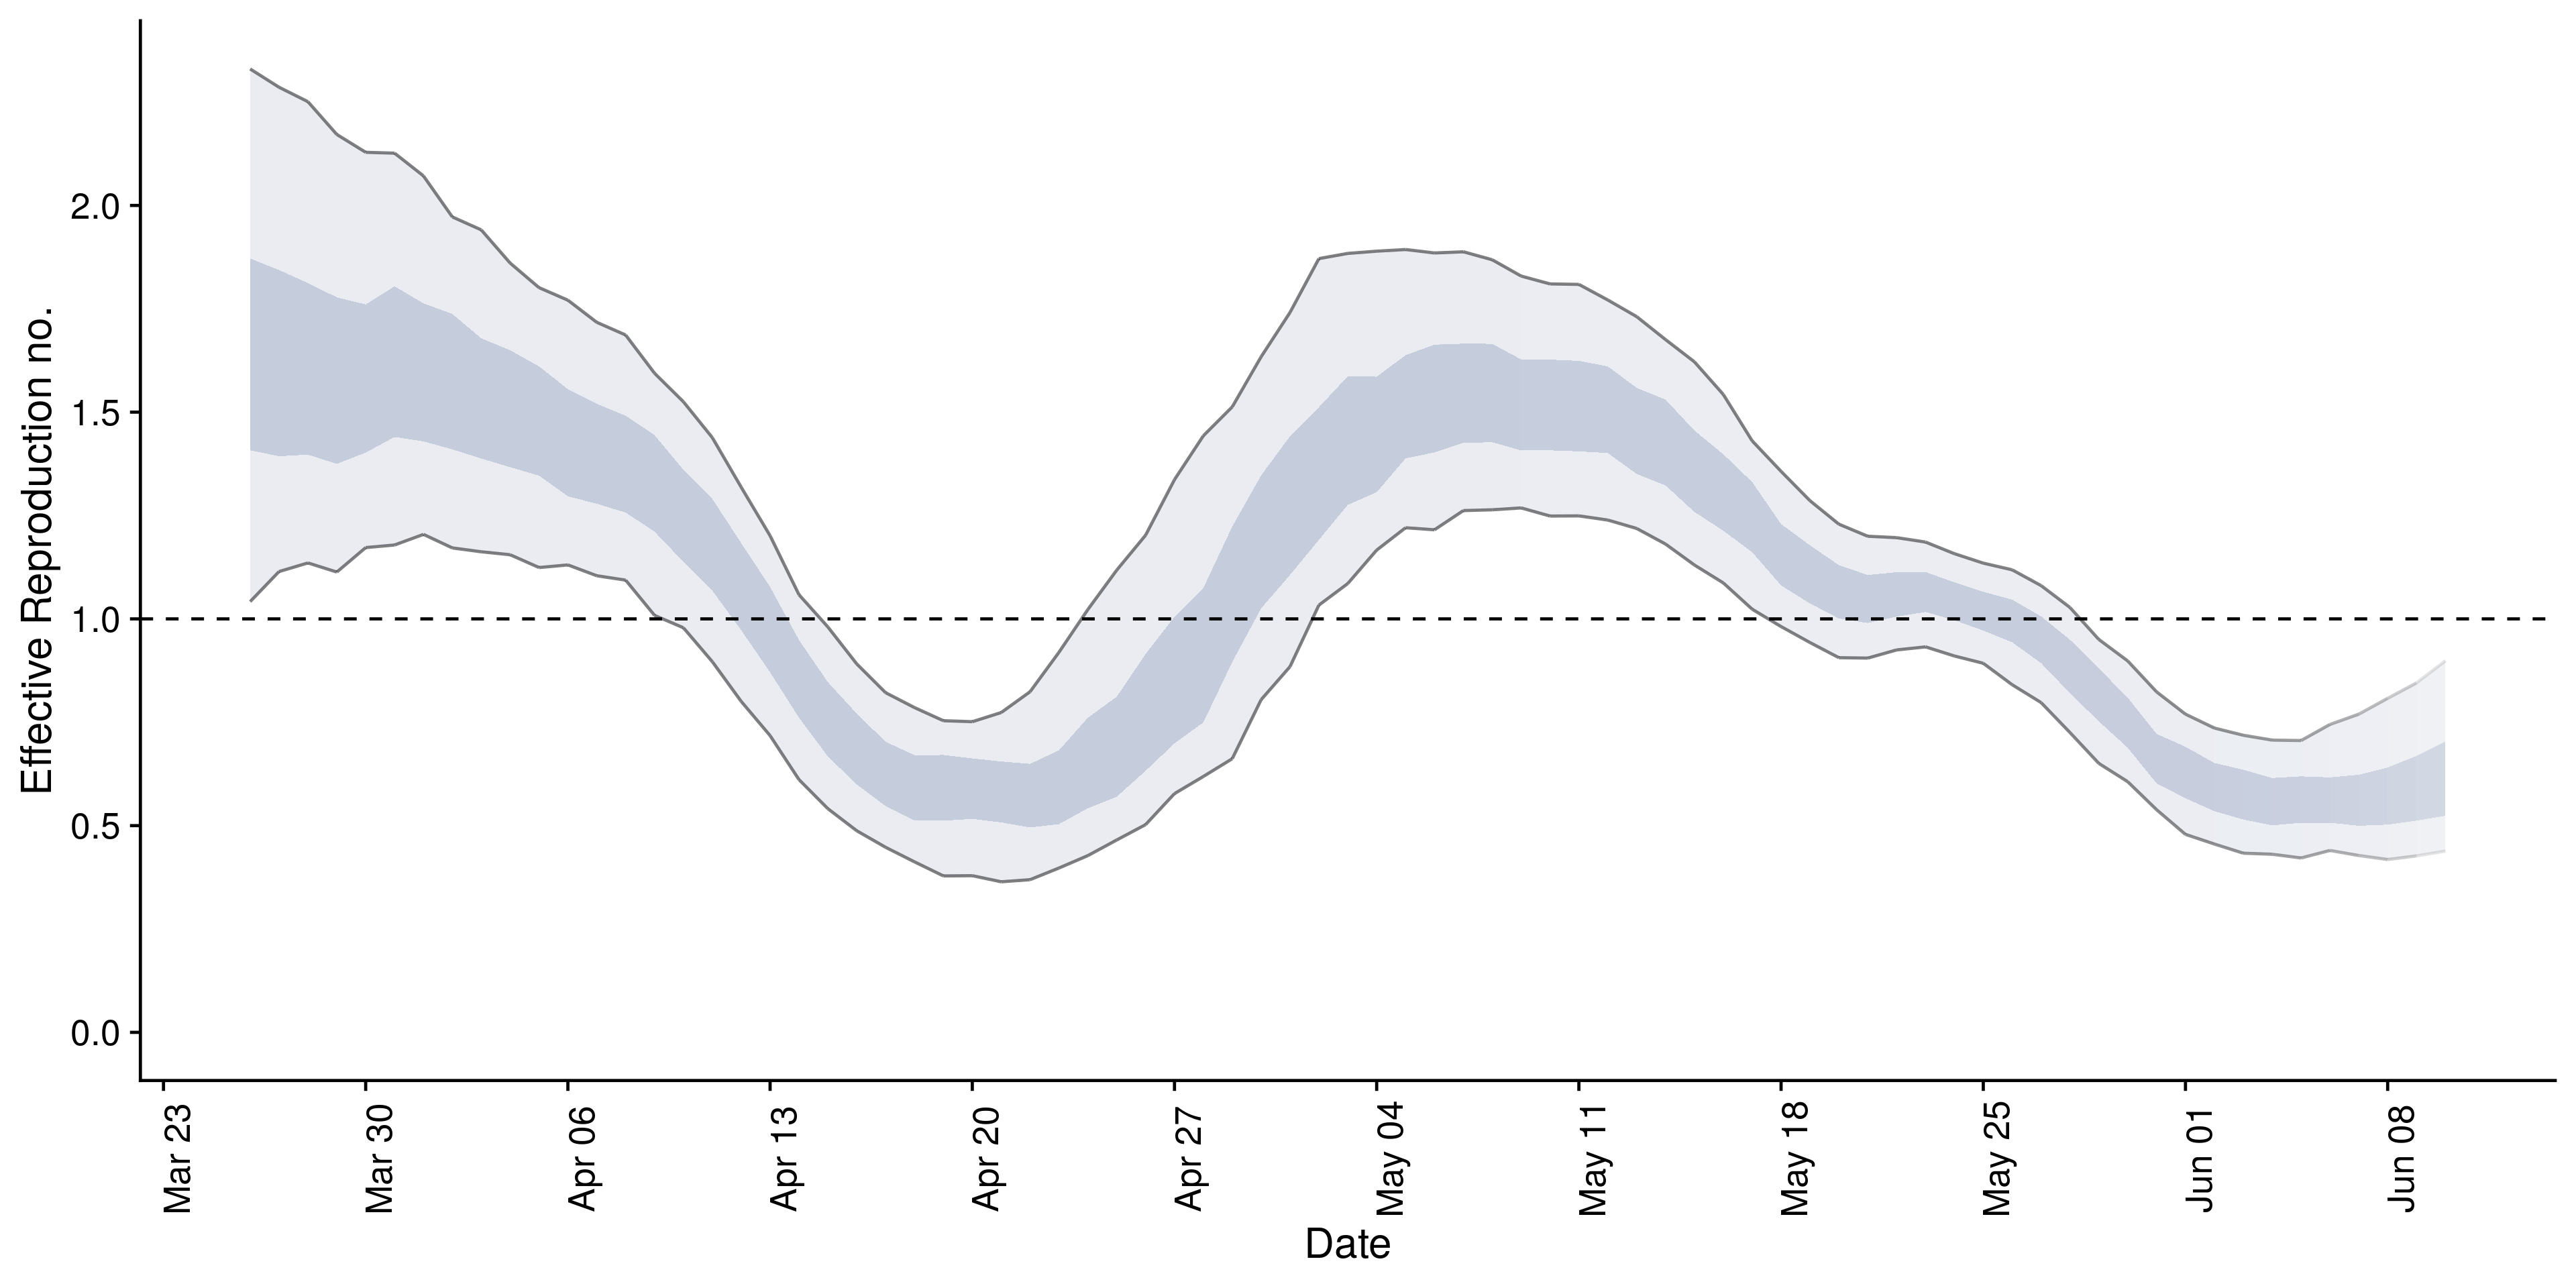 Effective Reproduction no.
2.0
1.5
1.0
0.5
0.0
Mar 23
Mar 30
Apr 06
Apr 13
Apr 20
Apr 27
May 04
May 11
May 18
May 25
Jun 01
Jun 08
Date